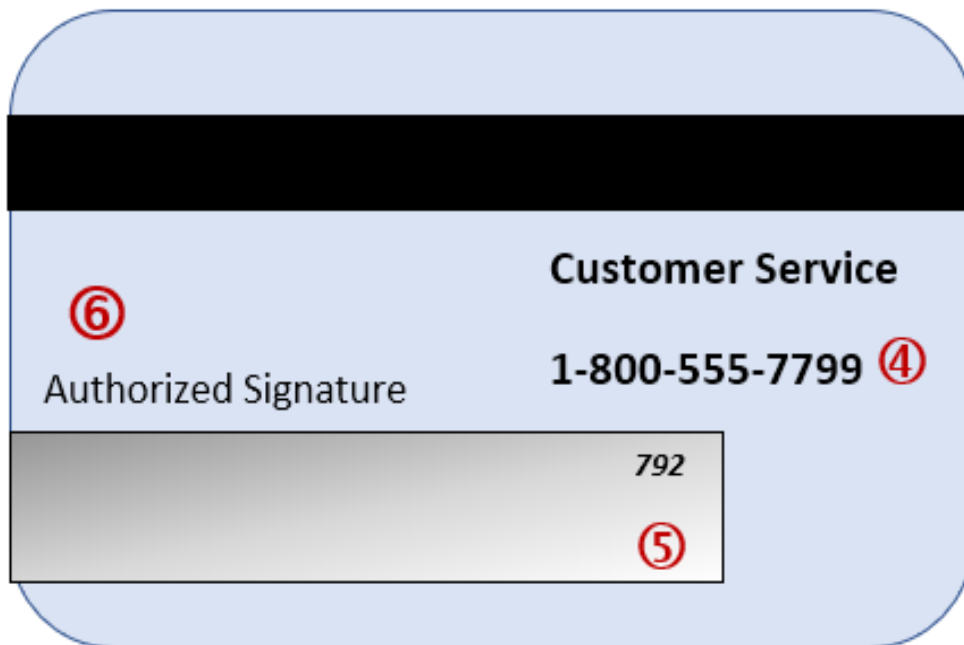 Customer Service
⑥
1-800-555-7799 ④
Authorized Signature
792
⑤